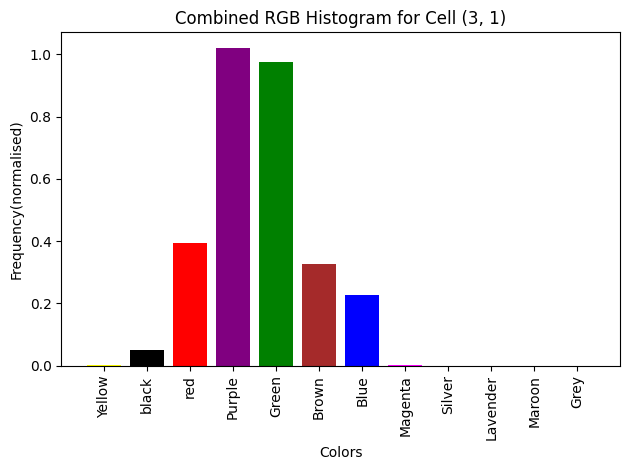 Combined RGB Histogram for Cell (3, 1)
Frequency(normalised)
1.0
0.8
0.6
0.4
0.2
0.0
Yellow
black
red
Purple
Green
Brown
Blue
Magenta
Silver
Lavender
Maroon
Grey
Colors